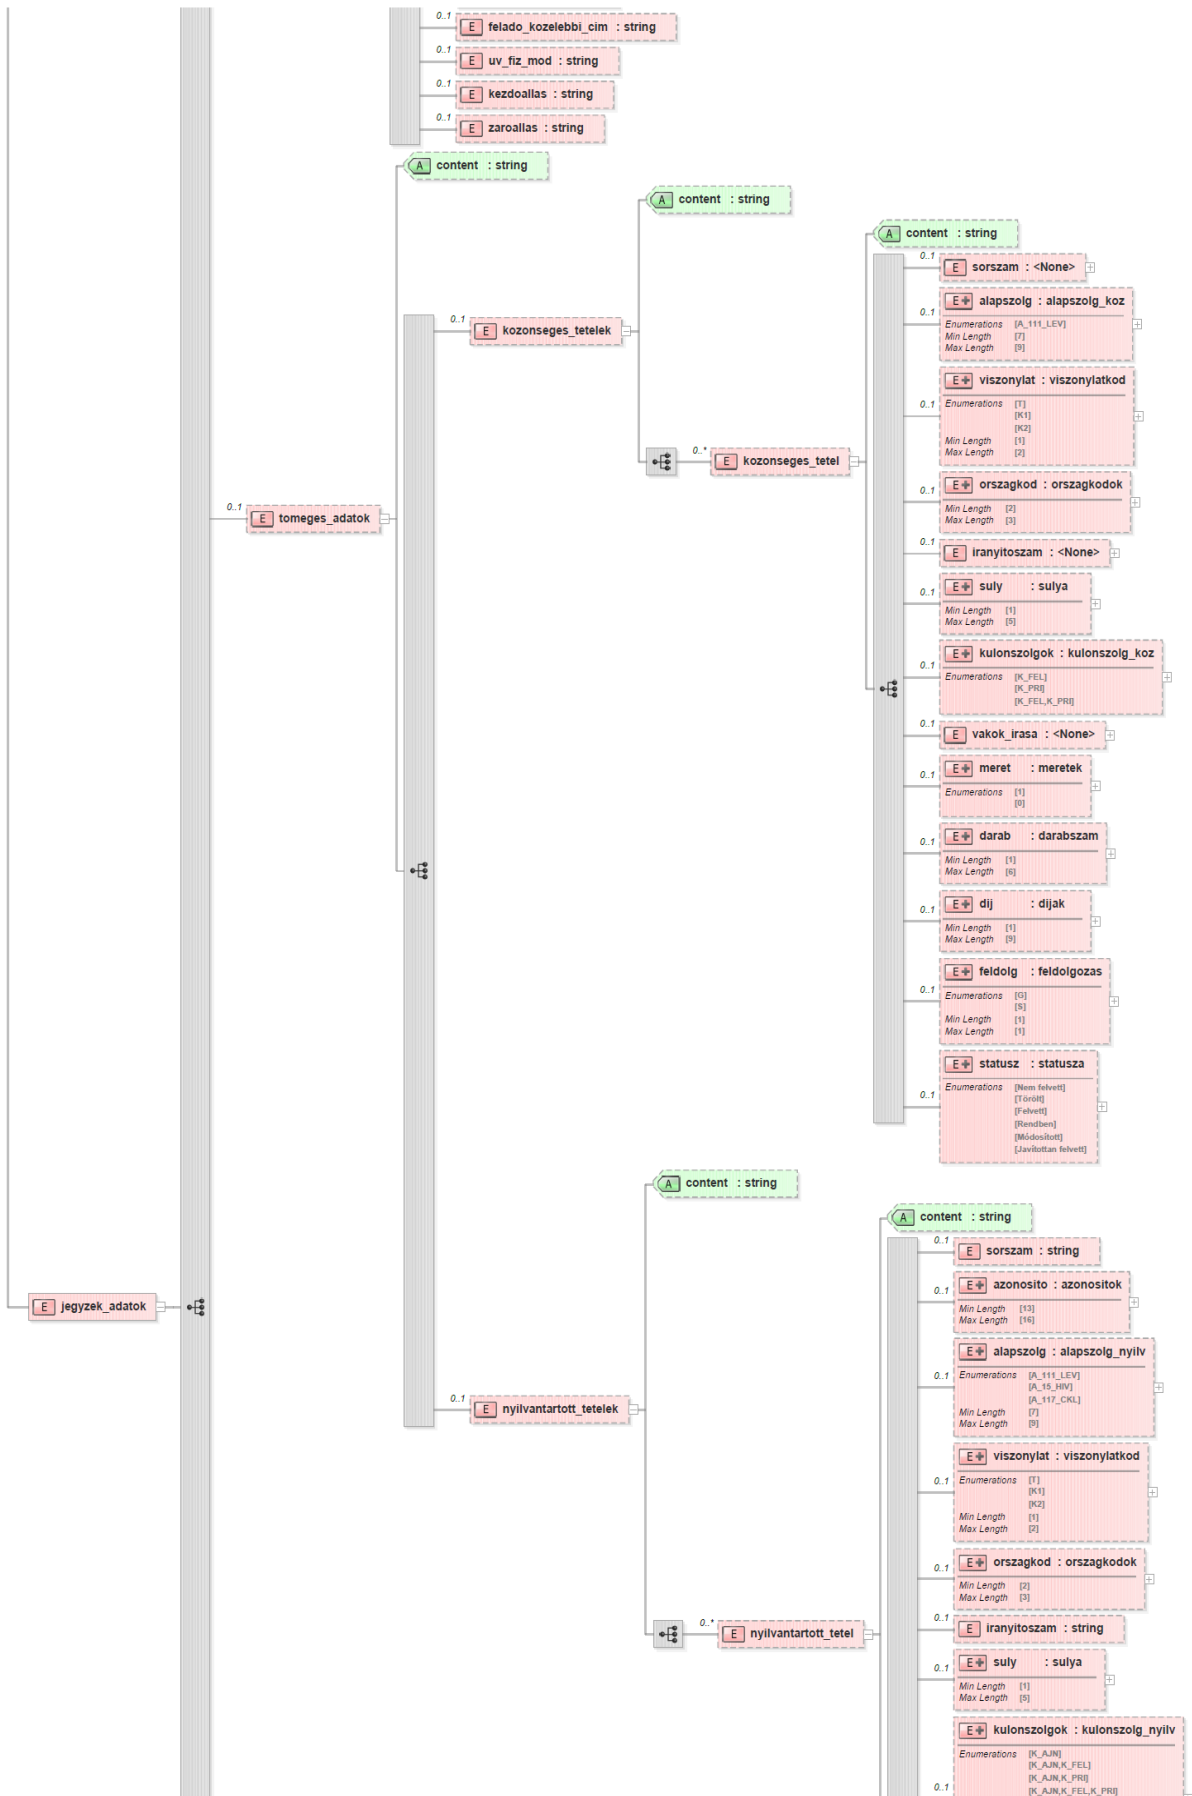 0..1
E felado_kozelebbi_cim : string
0..1
E uv_fiz_mod : string
0..1
E kezdoallas : string
0..1
E zaroallas : string
A content : string
A content : string
A content : string
0..1
E sorszam : <None>
0..1
E alapszolg : alapszolg_koz
Enumerations [A_111_LEV]
Min Length [7]
Max Length [9]
0..1
E kozonseges_tetelek
0..1
E viszonylat : viszonylatkod
Enumerations [T]
[K1]
[K2]
Min Length [1]
Max Length [2]
0..*
E kozonseges_tetel
0..1
E orszagkod : orszagkodok
Min Length [2]
Max Length [3]
0..1
E tomeges_adatok
0..1
E iranyitoszam : <None>
0..1
E suly : sulya
Min Length [1]
Max Length [5]
0..1
E kulonszolgok : kulonszolg_koz
Enumerations [K_FEL]
[K_PRI]
[K_FEL,K_PRI]
0..1
E vakok_irasa : <None>
0..1
E meret : meretek
Enumerations [1]
[0]
0..1
E darab : darabszam
Min Length [1]
Max Length [6]
0..1
E dij : dijak
Min Length [1]
Max Length [9]
0..1
E feldolg : feldolgozas
Enumerations [G]
[S]
Min Length [1]
Max Length [1]
0..1
E statusz : statusza
Enumerations [Nem felvett]
[Törölt]
[Felvett]
[Rendben]
[Módosított]
[Javítottan felvett]
A content : string
A content : string
0..1
E sorszam : string
0..1
E azonosito : azonositok
Min Length [13]
Max Length [16]
E jegyzek_adatok
0..1
E alapszolg : alapszolg_nyilv
Enumerations [A_111_LEV]
[A_15_HIV]
[A_117_CKL]
Min Length [7]
Max Length [9]
0..1
E nyilvantartott_tetelek
0..1
E viszonylat : viszonylatkod
Enumerations [T]
[K1]
[K2]
Min Length [1]
Max Length [2]
0..1
E orszagkod : orszagkodok
Min Length [2]
Max Length [3]
0..1
E iranyitoszam : string
0..*
E nyilvantartott_tetel
0..1
E suly : sulya
Min Length [1]
Max Length [5]
E kulonszolgok : kulonszolg_nyilv
Enumerations [K_AJN]
[K_AJN,K_FEL]
[K_AJN,K_PRI]
0..1
[K_AJN,K_FEL,K_PRI]